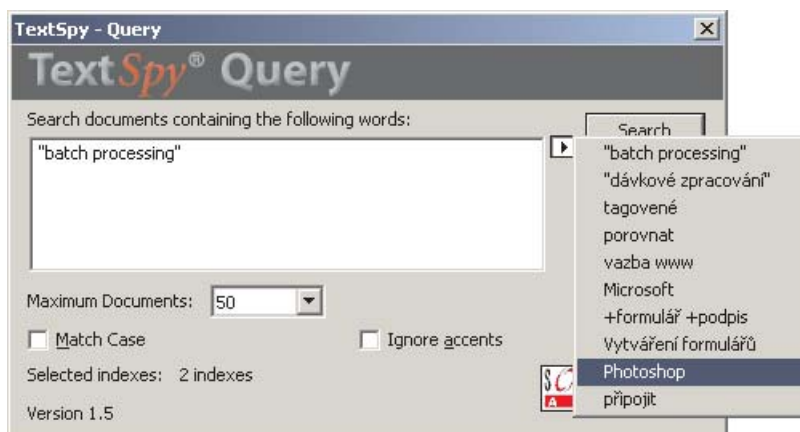 TextSpy - Query
TextSpy® Query
Search documents containing the following words:
"batch processing"
Search
"batch processing"
"dávkové zpracování"
tagovené
porovnat
vazba www
Microsoft
+formulář +podpis
Vytváření formulářů
Photoshop
připojit
Maximum Documents: 50
Match Case
Ignore accents
Selected indexes: 2 indexes
Version 1.5